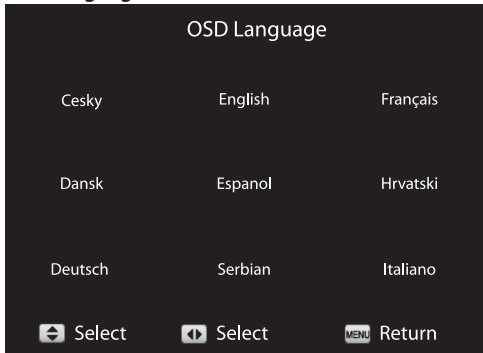 OSD Language
Cesky English Français
Dansk Espanol Hrvatski
Deutsch Serbian Italiano
Select Select MENU Return